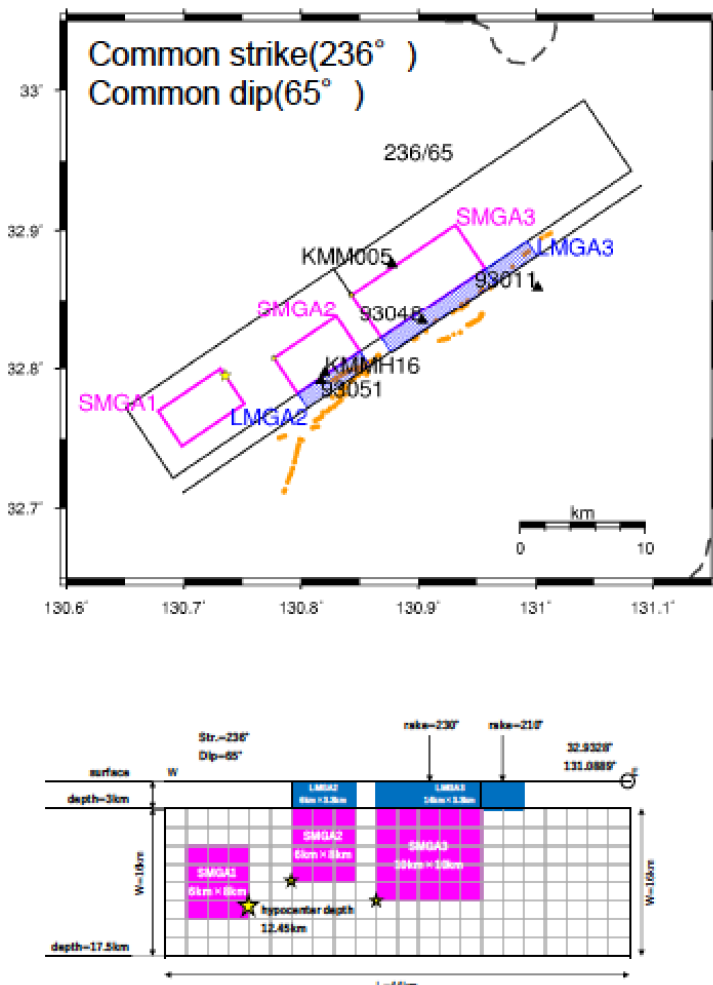 Common strike(236° )
Common dip(65° )
33°
32.9°
32.8°
32.7°
236/65
SMGA3
KMM005
LMGA3
93011
93048
SMGA2
KMMH16
93051
SMGA1
LMGA2
km
0 10
130.6° 130.7° 130.8° 130.9° 131° 131.1°
rake=230° rake=210°
Str.=236°
Dip=65°
32.9328°
131.0889°
surface
W
depth=3km
LMGA2
LMGA3
SMGA2
6km×8km
SMGA3
10km×10km
SMGA1
6km×8km
W=16km
W=16km
hypocenter depth
12.45km
depth=17.5km